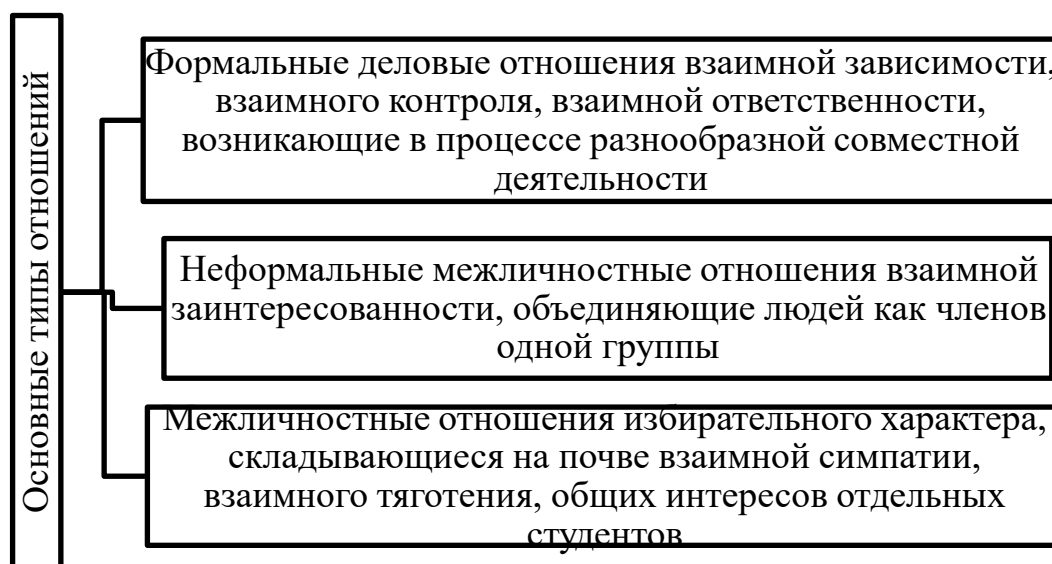 Основные типы отношений
Формальные деловые отношения взаимной зависимости,
взаимного контроля, взаимной ответственности,
возникающие в процессе разнообразной совместной
деятельности
Неформальные межличностные отношения взаимной
заинтересованности, объединяющие людей как членов
одной группы
Межличностные отношения избирательного характера,
складывающиеся на почве взаимной симпатии,
взаимного тяготения, общих интересов отдельных
студентов